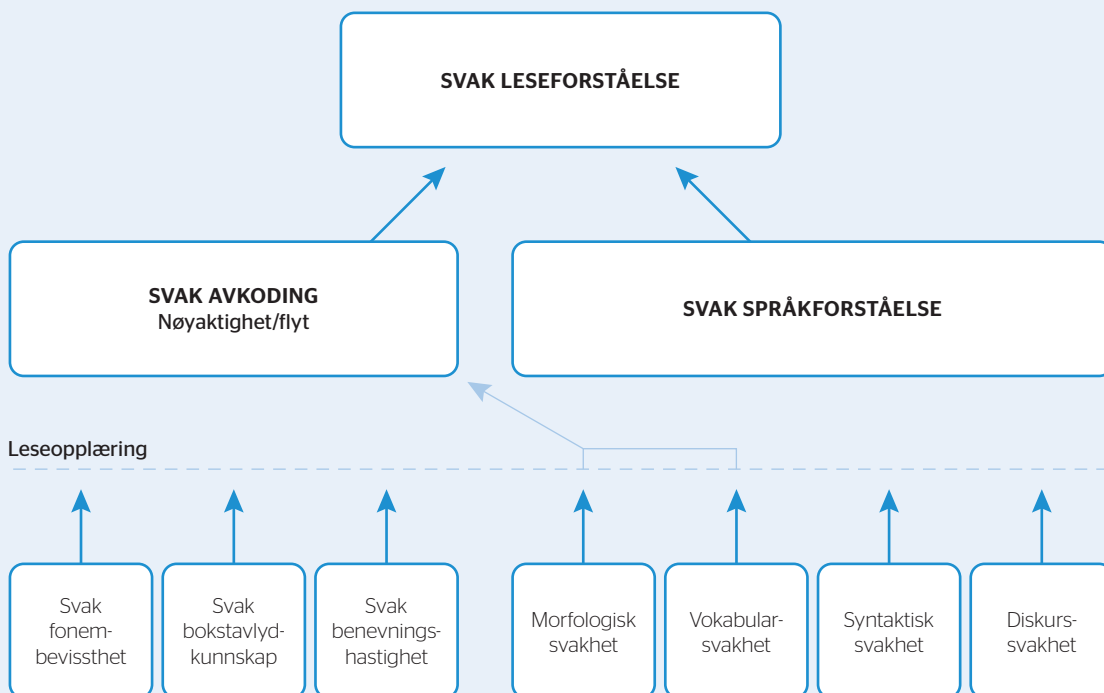 SVAK LESEFORSTÅELSE
SVAK AVKODING
Nøyaktighet/flyt
SVAK SPRÅKFORSTÅELSE
Leseopplæring
Svak
fonem-
bevissthet
Svak
bokstavlyd-
kunnskap
Svak
benevnings-
hastighet
Morfologisk
svakhet
Vokabular-
svakhet
Syntaktisk
svakhet
Diskurs-
svakhet